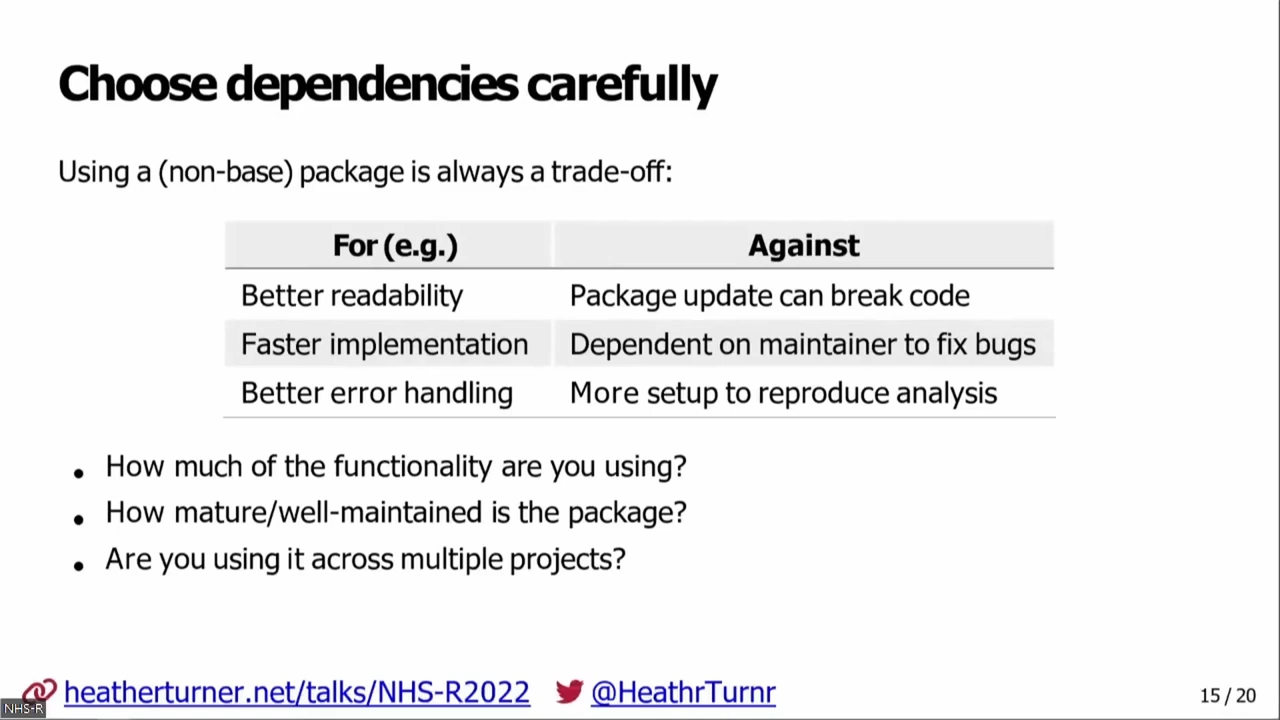 Choose dependencies carefully
Using a (non-base) package is always a trade-off:
For (e.g.) Against
Better readability Package update can break code
Faster implementation Dependent on maintainer to fix bugs
Better error handling More setup to reproduce analysis
• How much of the functionality are you using?
• How mature/well-maintained is the package?
• Are you using it across multiple projects?
heatherturner.net/talks/NHS-R2022 @HeathrTurnr 15 / 20
NHS-R